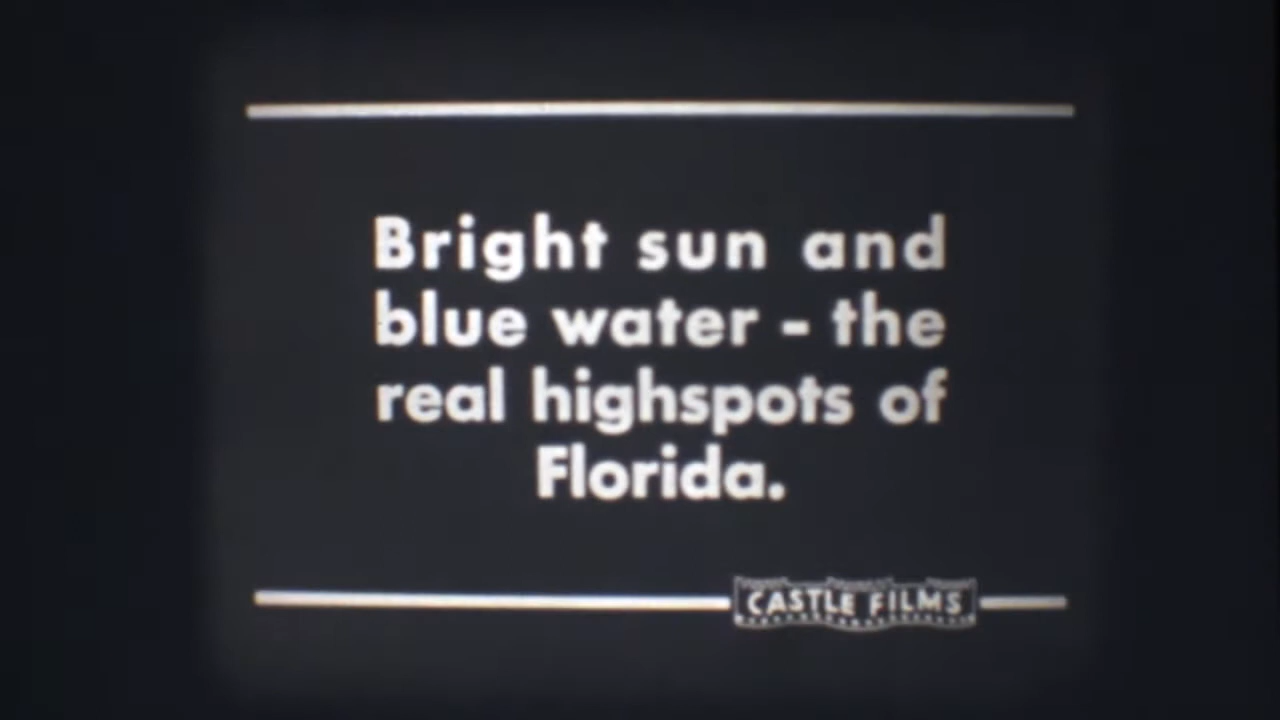 Bright sun and
blue water - the
real highspots of
Florida.
CASTLE FILMS